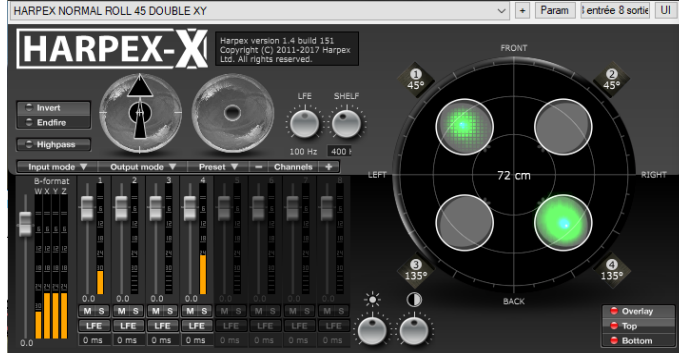 HARPEX NORMAL ROLL 45 DOUBLE XY + Param entrée 8 sortie UI
HARPEX-X
Harpex version 1.4 build 151
Copyright (C) 2011-2017 Harpex
Ltd. All rights reserved.
Invert
Endfire
Highpass
LFE SHELF
100 Hz 400
Input mode ▼ Output mode ▼ Preset ▼ − Channels +
B-format
W X Y Z
1 2 3 4 5 6 7 8
0.0 0.0 0.0 0.0 0.0
M S M S M S M S M S M S M S M S
LFE LFE LFE LFE LFE LFE LFE LFE
0 ms 0 ms 0 ms 0 ms 0 ms 0 ms 0 ms 0 ms
FRONT
1 45°
2 45°
LEFT
72 cm
RIGHT
3 135°
4 135°
BACK
Overlay
Top
Bottom